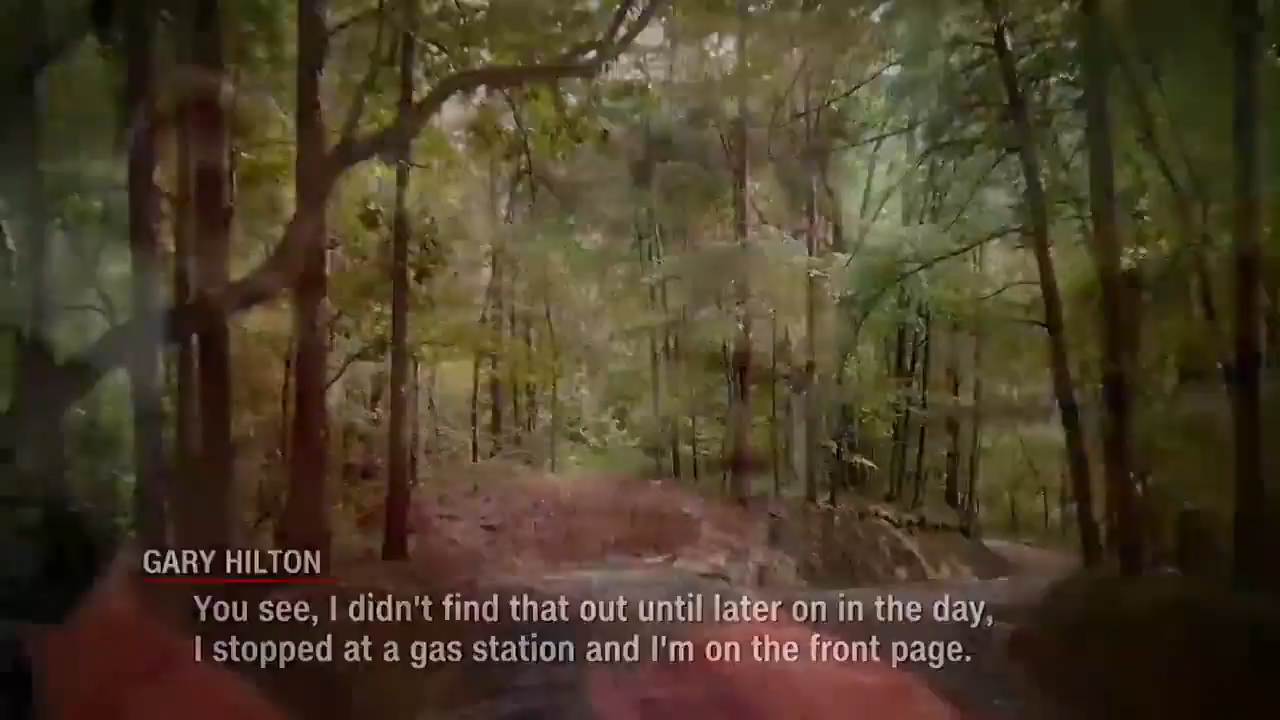 GARY HILTON
You see, I didn't find that out until later on in the day,
I stopped at a gas station and I'm on the front page.